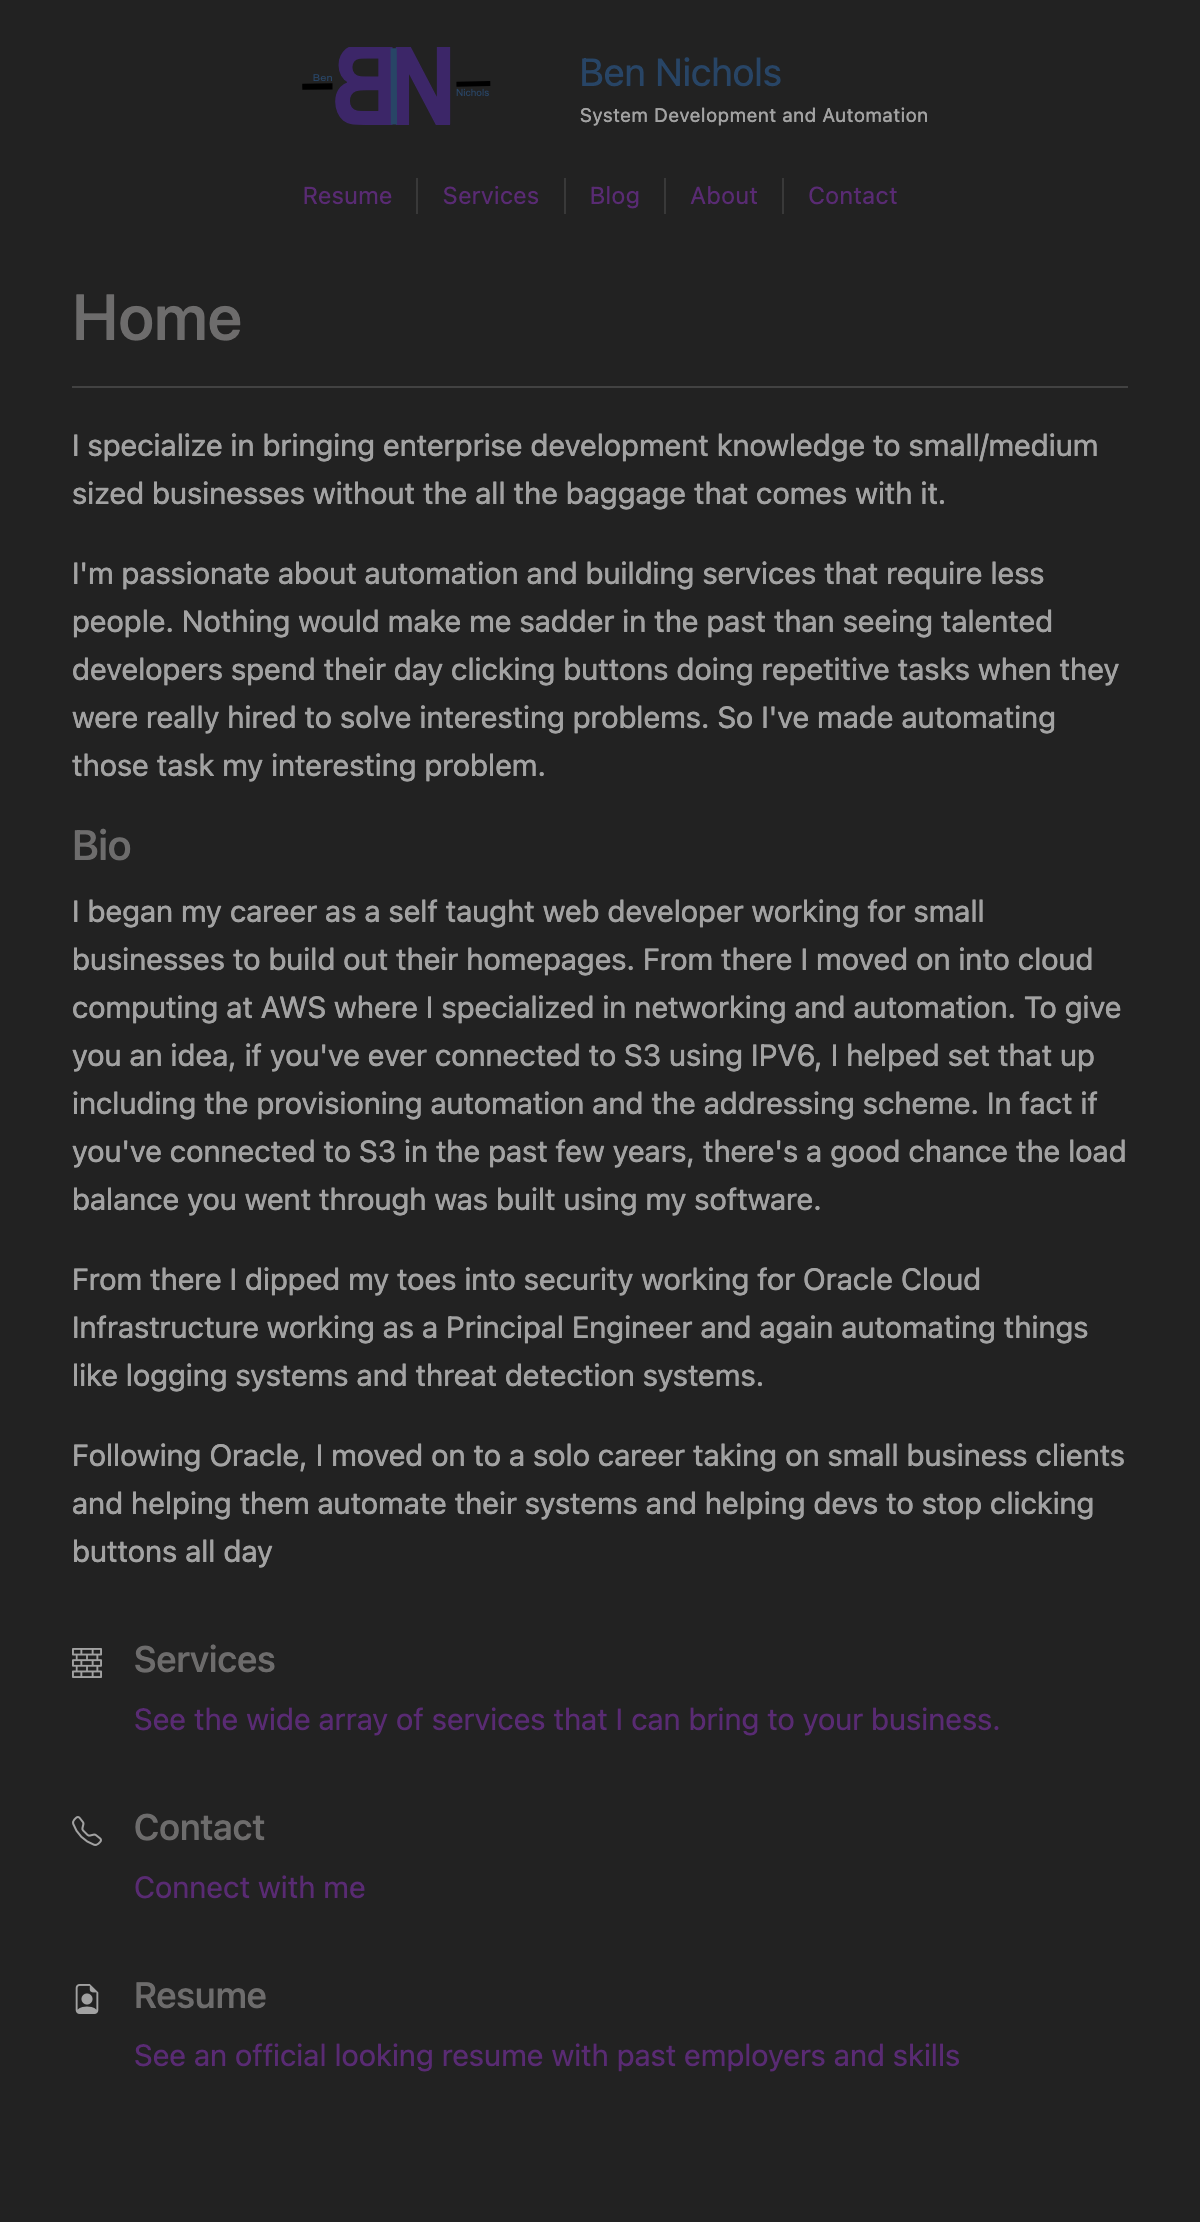 Ben
BN
Nichols
Ben Nichols
System Development and Automation
Resume
Services
Blog
About
Contact
Home
I specialize in bringing enterprise development knowledge to small/medium
sized businesses without the all the baggage that comes with it.
I'm passionate about automation and building services that require less
people. Nothing would make me sadder in the past than seeing talented
developers spend their day clicking buttons doing repetitive tasks when they
were really hired to solve interesting problems. So I've made automating
those task my interesting problem.
Bio
I began my career as a self taught web developer working for small
businesses to build out their homepages. From there I moved on into cloud
computing at AWS where I specialized in networking and automation. To give
you an idea, if you've ever connected to S3 using IPV6, I helped set that up
including the provisioning automation and the addressing scheme. In fact if
you've connected to S3 in the past few years, there's a good chance the load
balance you went through was built using my software.
From there I dipped my toes into security working for Oracle Cloud
Infrastructure working as a Principal Engineer and again automating things
like logging systems and threat detection systems.
Following Oracle, I moved on to a solo career taking on small business clients
and helping them automate their systems and helping devs to stop clicking
buttons all day
Services
See the wide array of services that I can bring to your business.
Contact
Connect with me
Resume
See an official looking resume with past employers and skills